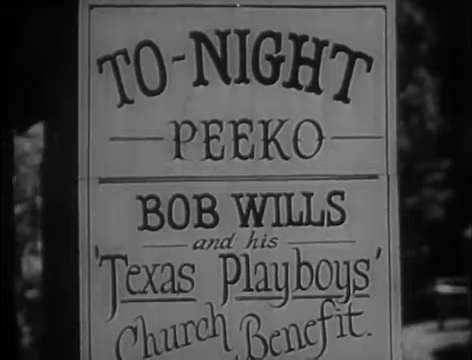 TO-NIGHT
PEEKO
BOB WILLS
and his
'Texas Playboys'
Church Benefit.